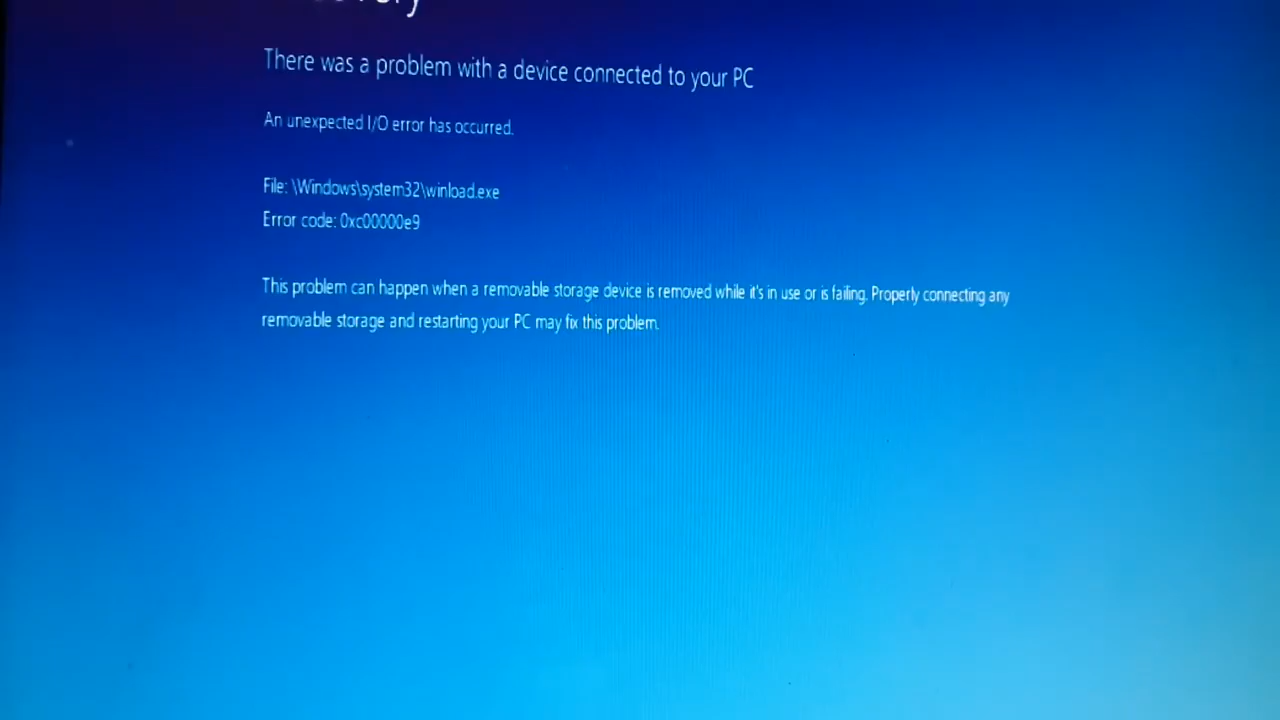 There was a problem with a device connected to your PC
An unexpected I/O error has occurred.
File: \Windows\system32\winload.exe
Error code: 0xc00000e9
This problem can happen when a removable storage device is removed while it's in use or is failing. Properly connecting any
removable storage and restarting your PC may fix this problem.